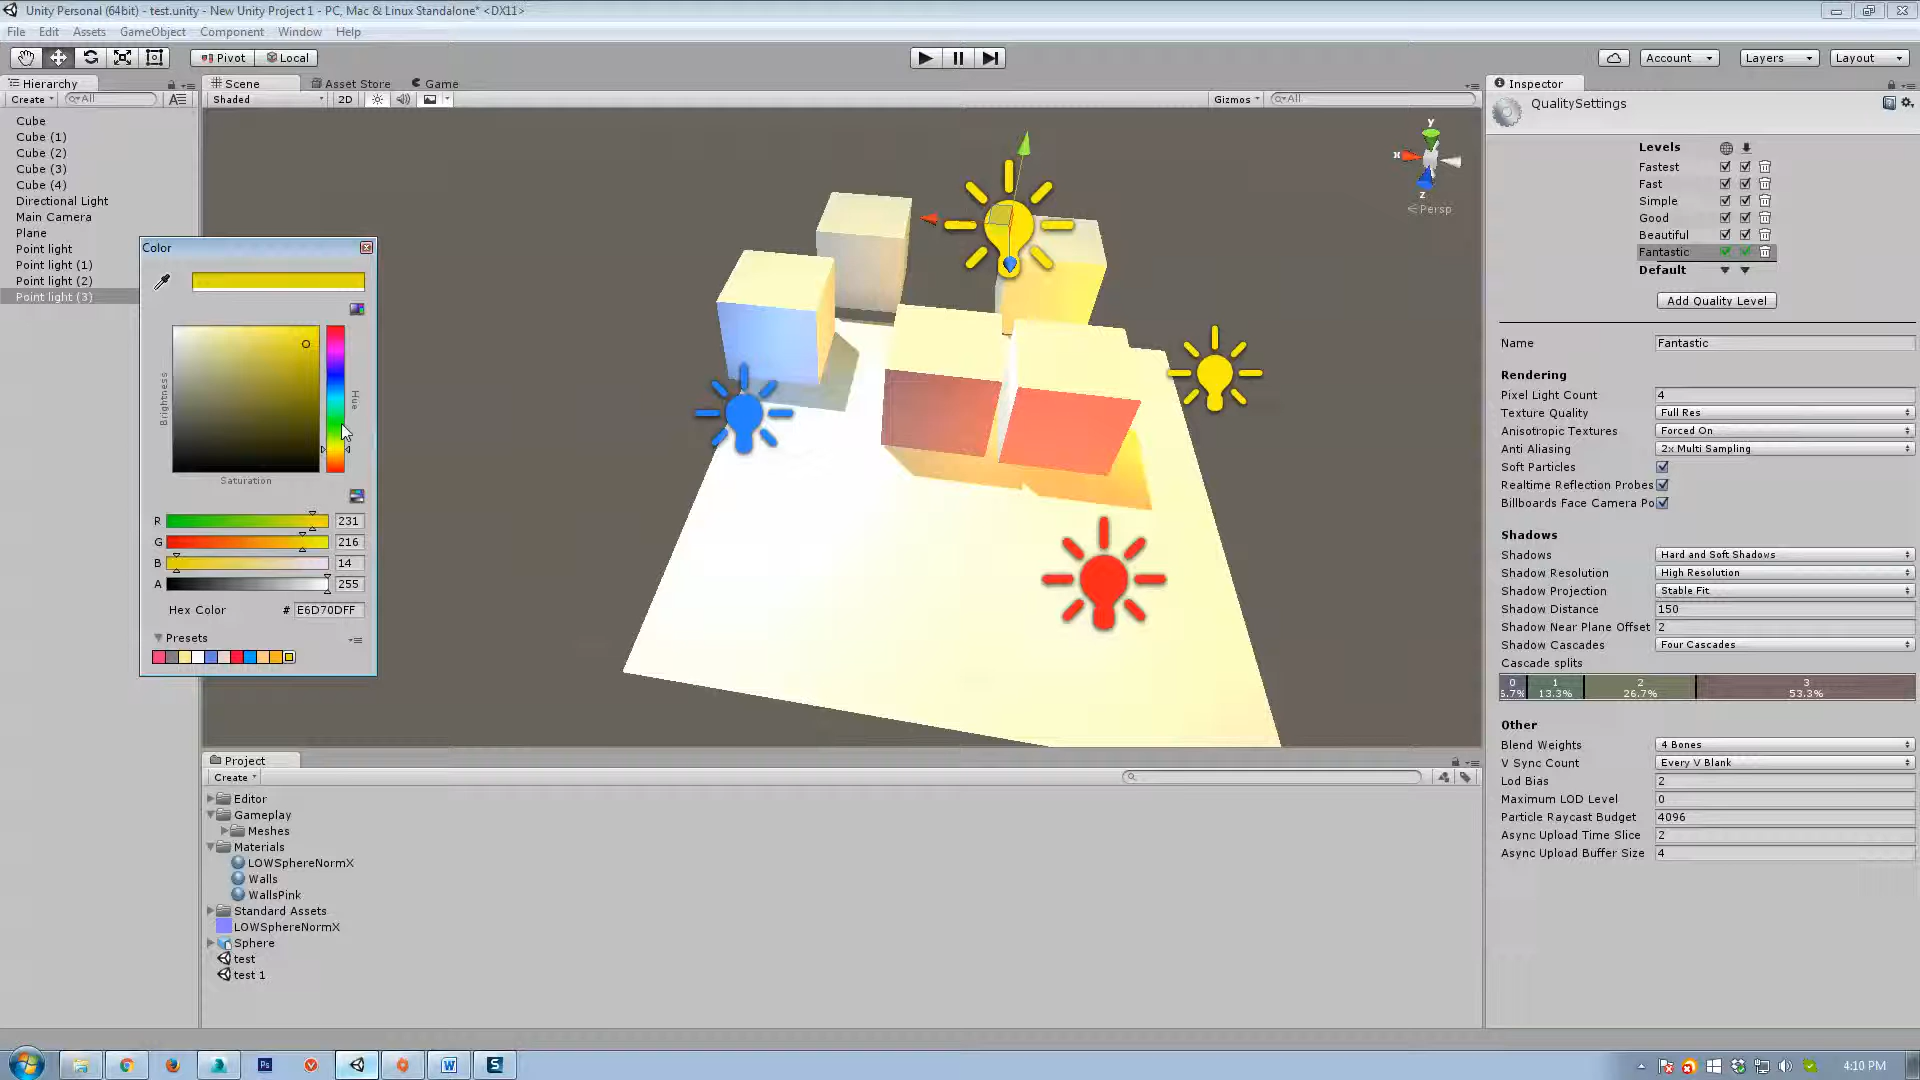 Unity Personal (64bit) - test.unity - New Unity Project 1 - PC, Mac & Linux Standalone* <DX11>
File Edit Assets GameObject Component Window Help
Pivot Local Account Layers Layout
Hierarchy Scene Asset Store Game Inspector
Create All Shaded 2D Gizmos All
QualitySettings
Cube
Cube (1)
Cube (2)
Cube (3)
Cube (4)
Directional Light
Main Camera
Plane
Point light
Point light (1)
Point light (2)
Point light (3)
Color
Brightness
Hue
Saturation
R 231
G 216
B 14
A 255
Hex Color # E6D70DFF
Presets
y
x
z
Persp
Levels
Fastest
Fast
Simple
Good
Beautiful
Fantastic
Default
Add Quality Level
Name Fantastic
Rendering
Pixel Light Count 4
Texture Quality Full Res
Anisotropic Textures Forced On
Anti Aliasing 2x Multi Sampling
Soft Particles
Realtime Reflection Probes
Billboards Face Camera Po
Shadows
Shadows Hard and Soft Shadows
Shadow Resolution High Resolution
Shadow Projection Stable Fit
Shadow Distance 150
Shadow Near Plane Offset 2
Shadow Cascades Four Cascades
Cascade splits
0 1 2 3
5.7% 13.3% 26.7% 53.3%
Other
Blend Weights 4 Bones
V Sync Count Every V Blank
Lod Bias 2
Maximum LOD Level 0
Particle Raycast Budget 4096
Async Upload Time Slice 2
Async Upload Buffer Size 4
Project
Create
Editor
Gameplay
Meshes
Materials
LOWSphereNormX
Walls
WallsPink
Standard Assets
LOWSphereNormX
Sphere
test
test 1
Ps
W
S
4:10 PM